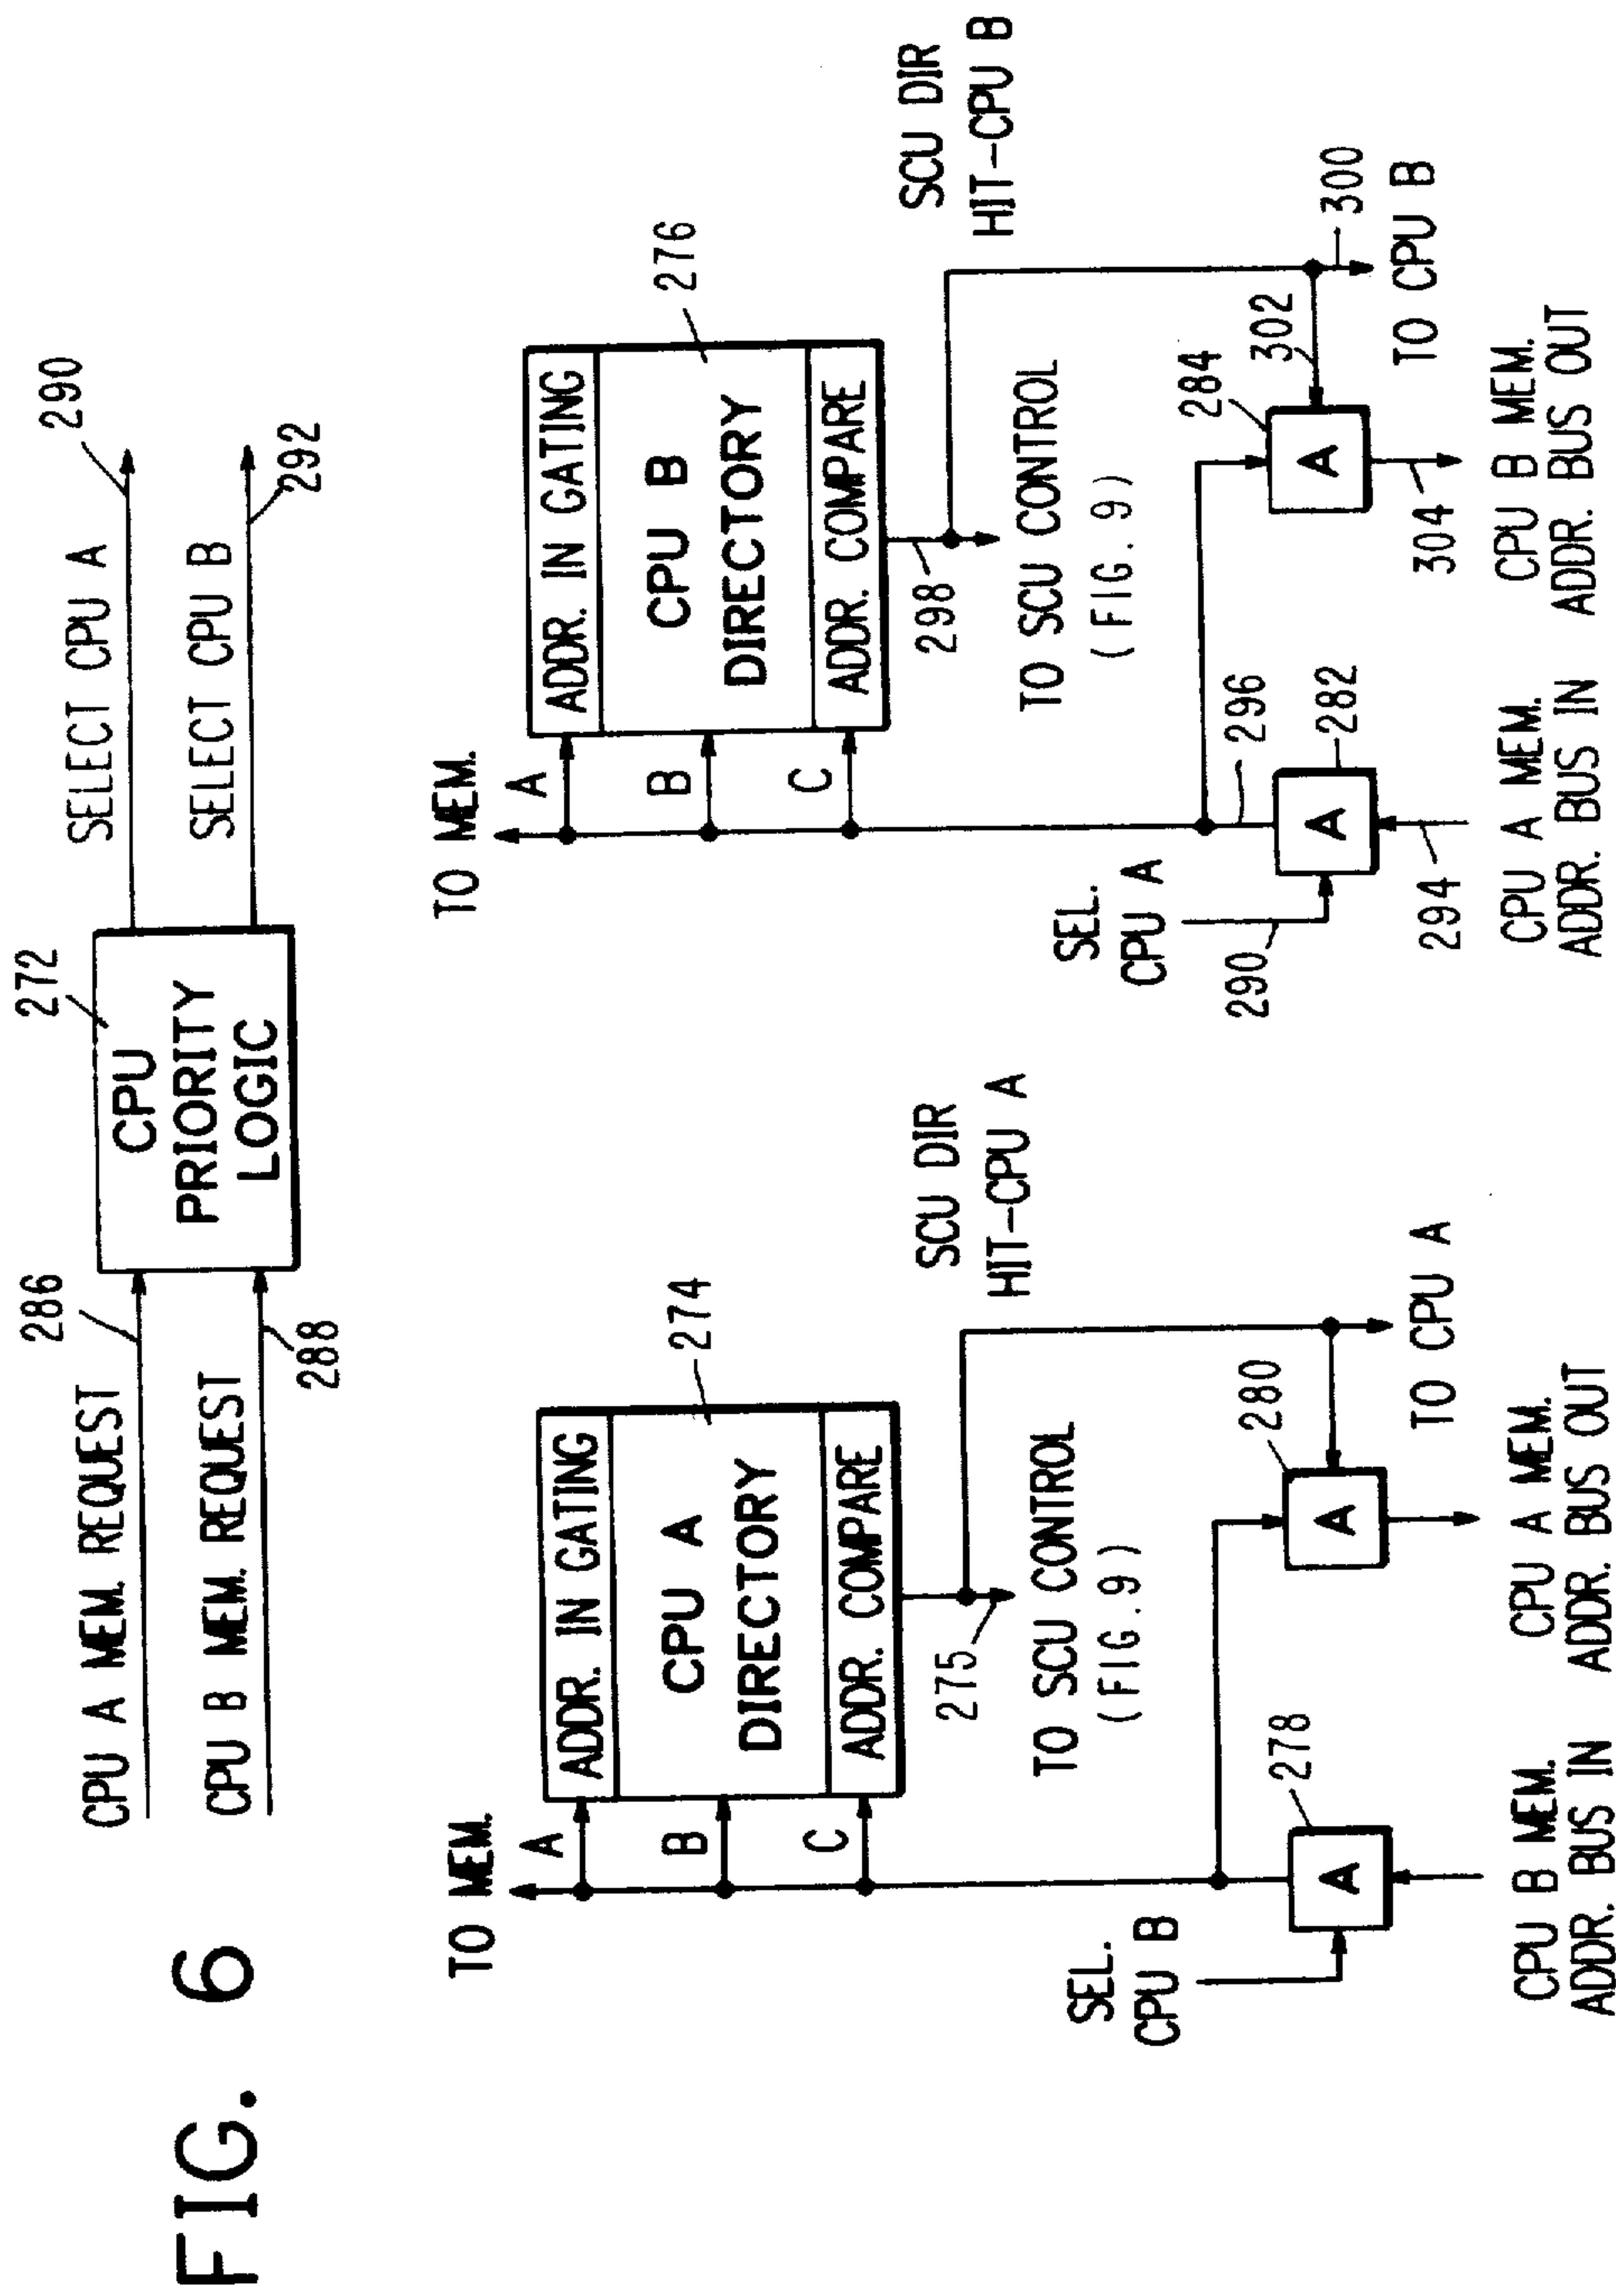 FIG. 6
CPU A MEM. REQUEST
286
CPU B MEM. REQUEST
288
272
CPU
PRIORITY
LOGIC
SELECT CPU A
290
SELECT CPU B
292
TO MEM.
A
B
C
ADDR. IN GATING
CPU A
DIRECTORY
ADDR. COMPARE
274
275
TO SCU CONTROL
(FIG. 9)
SCU DIR
HIT-CPU A
SEL.
CPU B
A
278
A
280
TO CPU A
CPU B MEM.
ADDR. BUS IN
CPU A MEM.
ADDR. BUS OUT
TO MEM.
A
B
C
ADDR. IN GATING
CPU B
DIRECTORY
ADDR. COMPARE
276
298
TO SCU CONTROL
(FIG. 9)
SCU DIR
HIT-CPU B
SEL.
CPU A
290
296
A
282
294
284
A
302
300
304
TO CPU B
CPU A MEM.
ADDR. BUS IN
CPU B MEM.
ADDR. BUS OUT